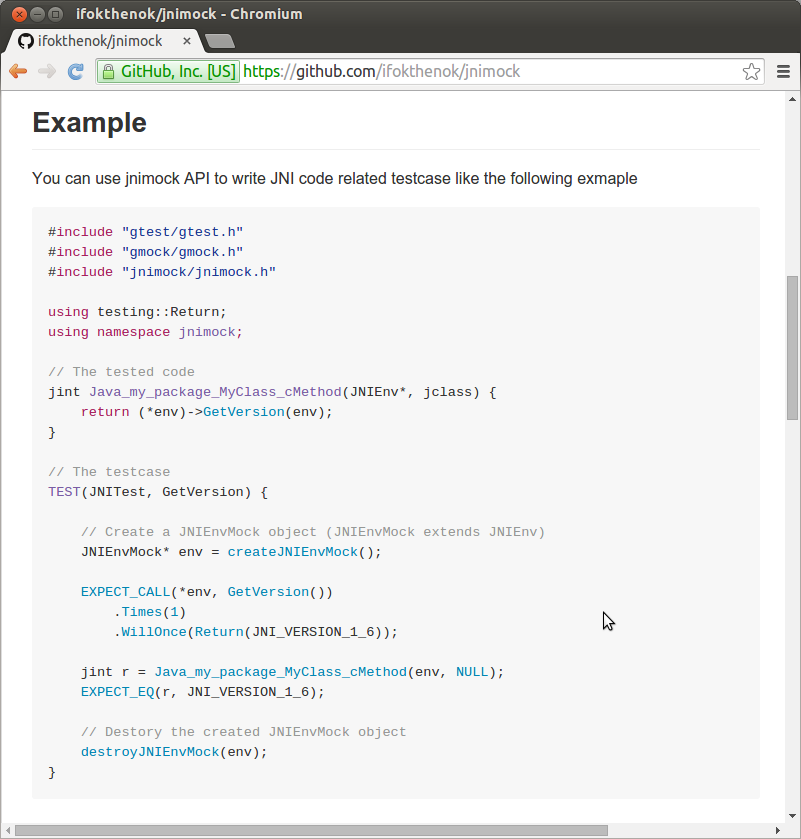 ifokthenok/jnimock - Chromium
ifokthenok/jnimock
GitHub, Inc. [US] https://github.com/ifokthenok/jnimock
Example
You can use jnimock API to write JNI code related testcase like the following exmaple
#include "gtest/gtest.h"
#include "gmock/gmock.h"
#include "jnimock/jnimock.h"
using testing::Return;
using namespace jnimock;
// The tested code
jint Java_my_package_MyClass_cMethod(JNIEnv*, jclass) {
    return (*env)->GetVersion(env);
}
// The testcase
TEST(JNITest, GetVersion) {
    // Create a JNIEnvMock object (JNIEnvMock extends JNIEnv)
    JNIEnvMock* env = createJNIEnvMock();
    EXPECT_CALL(*env, GetVersion())
        .Times(1)
        .WillOnce(Return(JNI_VERSION_1_6));
    jint r = Java_my_package_MyClass_cMethod(env, NULL);
    EXPECT_EQ(r, JNI_VERSION_1_6);
    // Destory the created JNIEnvMock object
    destroyJNIEnvMock(env);
}